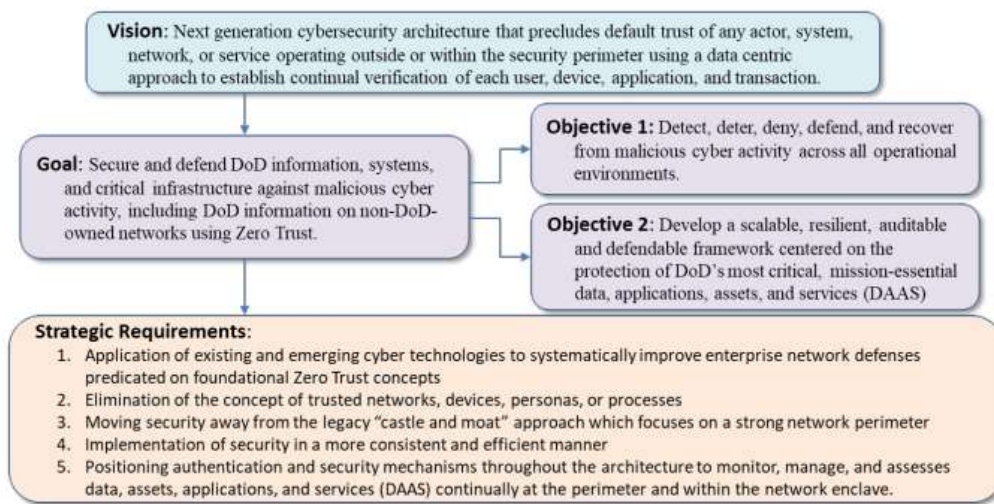 Vision: Next generation cybersecurity architecture that precludes default trust of any actor, system,
network, or service operating outside or within the security perimeter using a data centric
approach to establish continual verification of each user, device, application, and transaction.
Goal: Secure and defend DoD information, systems,
and critical infrastructure against malicious cyber
activity, including DoD information on non-DoD-
owned networks using Zero Trust.
Objective 1: Detect, deter, deny, defend, and recover
from malicious cyber activity across all operational
environments.
Objective 2: Develop a scalable, resilient, auditable
and defendable framework centered on the
protection of DoD's most critical, mission-essential
data, applications, assets, and services (DAAS)
Strategic Requirements:
1. Application of existing and emerging cyber technologies to systematically improve enterprise network defenses
predicated on foundational Zero Trust concepts
2. Elimination of the concept of trusted networks, devices, personas, or processes
3. Moving security away from the legacy "castle and moat" approach which focuses on a strong network perimeter
4. Implementation of security in a more consistent and efficient manner
5. Positioning authentication and security mechanisms throughout the architecture to monitor, manage, and assesses
data, assets, applications, and services (DAAS) continually at the perimeter and within the network enclave.